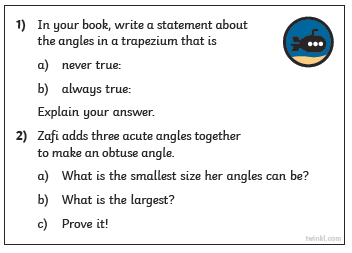 1) In your book, write a statement about
the angles in a trapezium that is
a) never true:
b) always true:
Explain your answer.
2) Zafi adds three acute angles together
to make an obtuse angle.
a) What is the smallest size her angles can be?
b) What is the largest?
c) Prove it!
twinkl.com